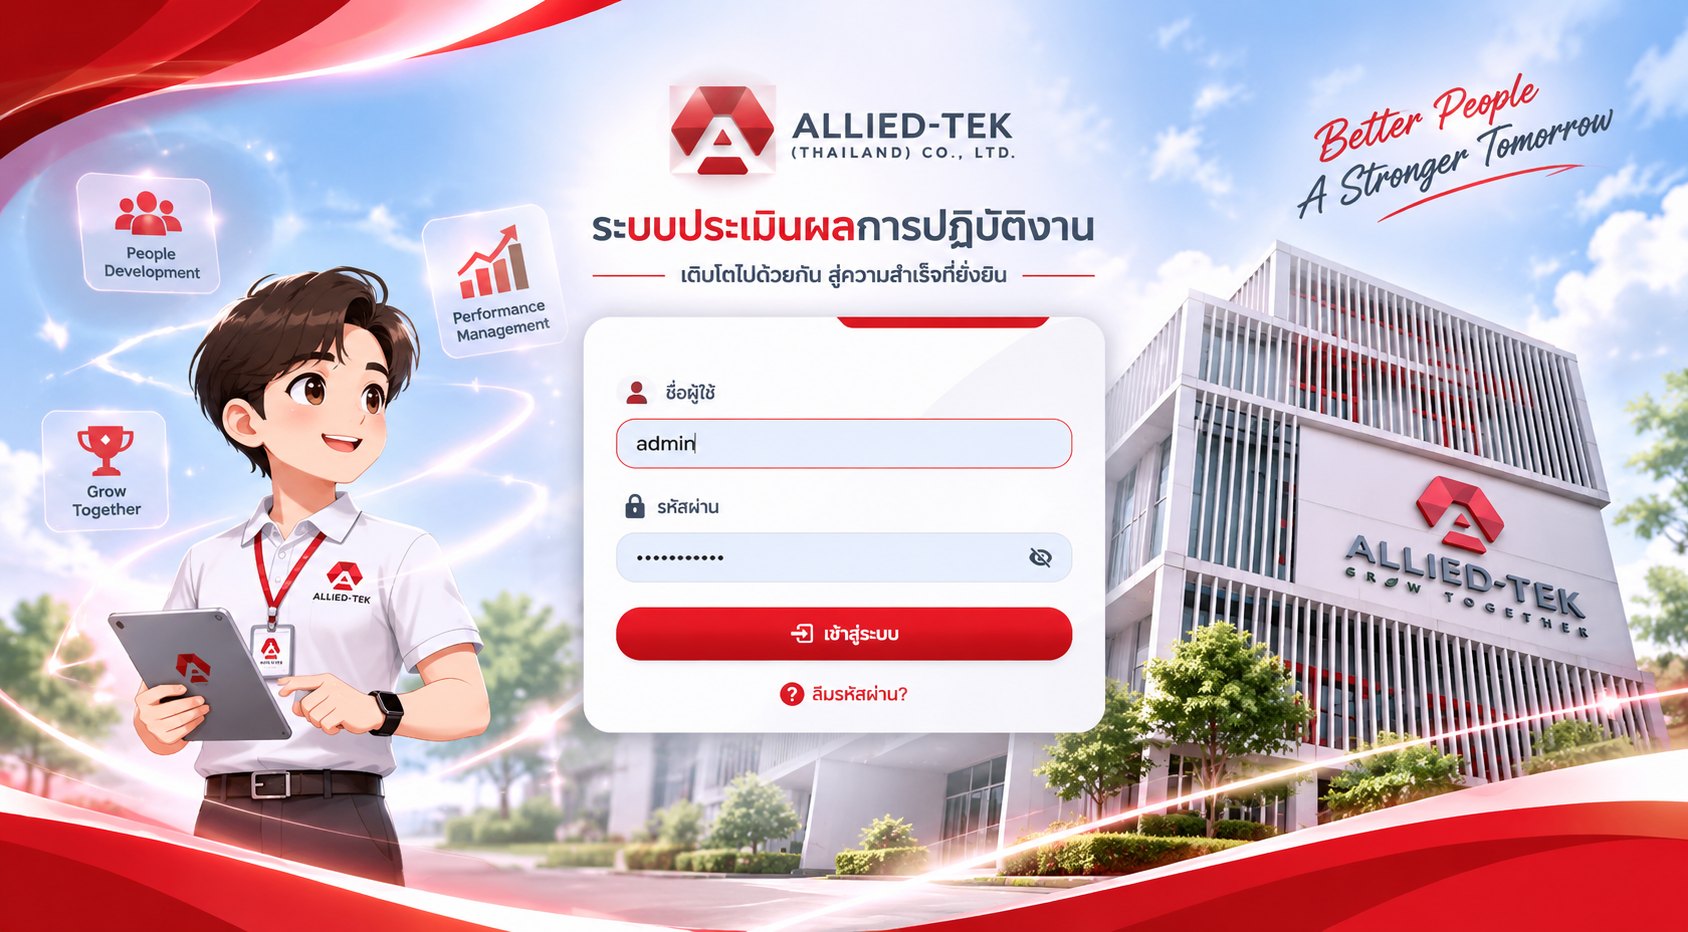 ALLIED-TEK
(THAILAND) CO., LTD.
Better People
A Stronger Tomorrow
ระบบประเมินผลการปฏิบัติงาน
เติบโตไปด้วยกัน สู่ความสำเร็จที่ยั่งยืน
People
Development
Performance
Management
Grow
Together
ชื่อผู้ใช้
admin
รหัสผ่าน
•••••••••••
เข้าสู่ระบบ
? ลืมรหัสผ่าน?
ALLIED-TEK
ALLIED-TEK
GROW TOGETHER